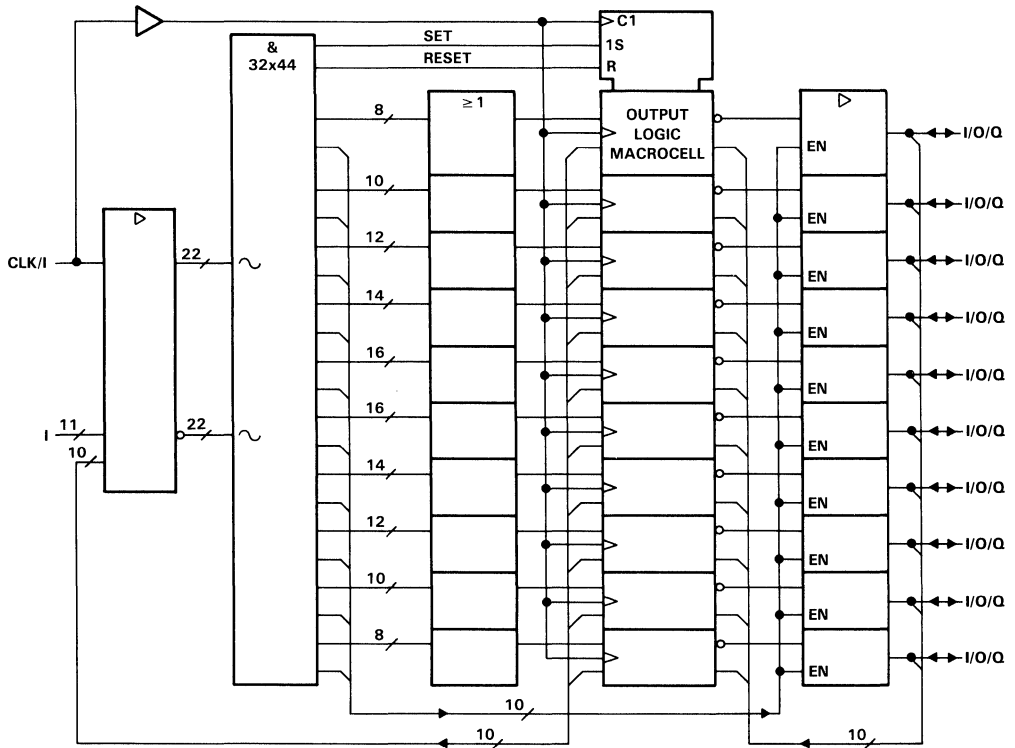 C1
SET
1S
&
32x44
RESET
R
8
≥ 1
OUTPUT
LOGIC
MACROCELL
I/O/Q
EN
10
I/O/Q
EN
12
CLK/I
22
I/O/Q
EN
14
I/O/Q
EN
16
I/O/Q
EN
16
I
11
22
I/O/Q
EN
10
14
I/O/Q
EN
12
I/O/Q
EN
10
I/O/Q
EN
8
I/O/Q
EN
10
10
10